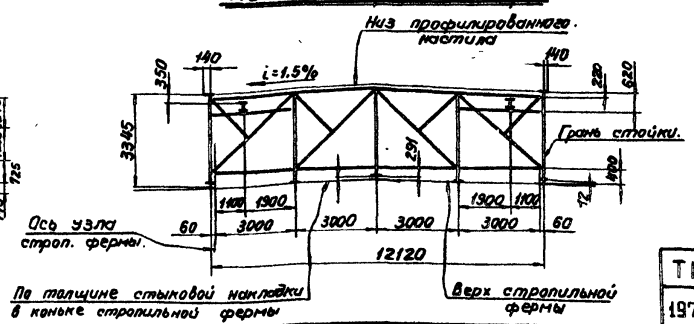 Низ профилированного.
настила
140
140
i=1.5%
350
220
620
3345
291
Грань стойки.
725
400
72
1100
1900
1900
1100
Ось узла
строп. фермы.
60
3000
3000
3000
3000
60
12120
По толщине стыковой накладки
в коньке стропильной фермы
Верх стропильной
фермы
197